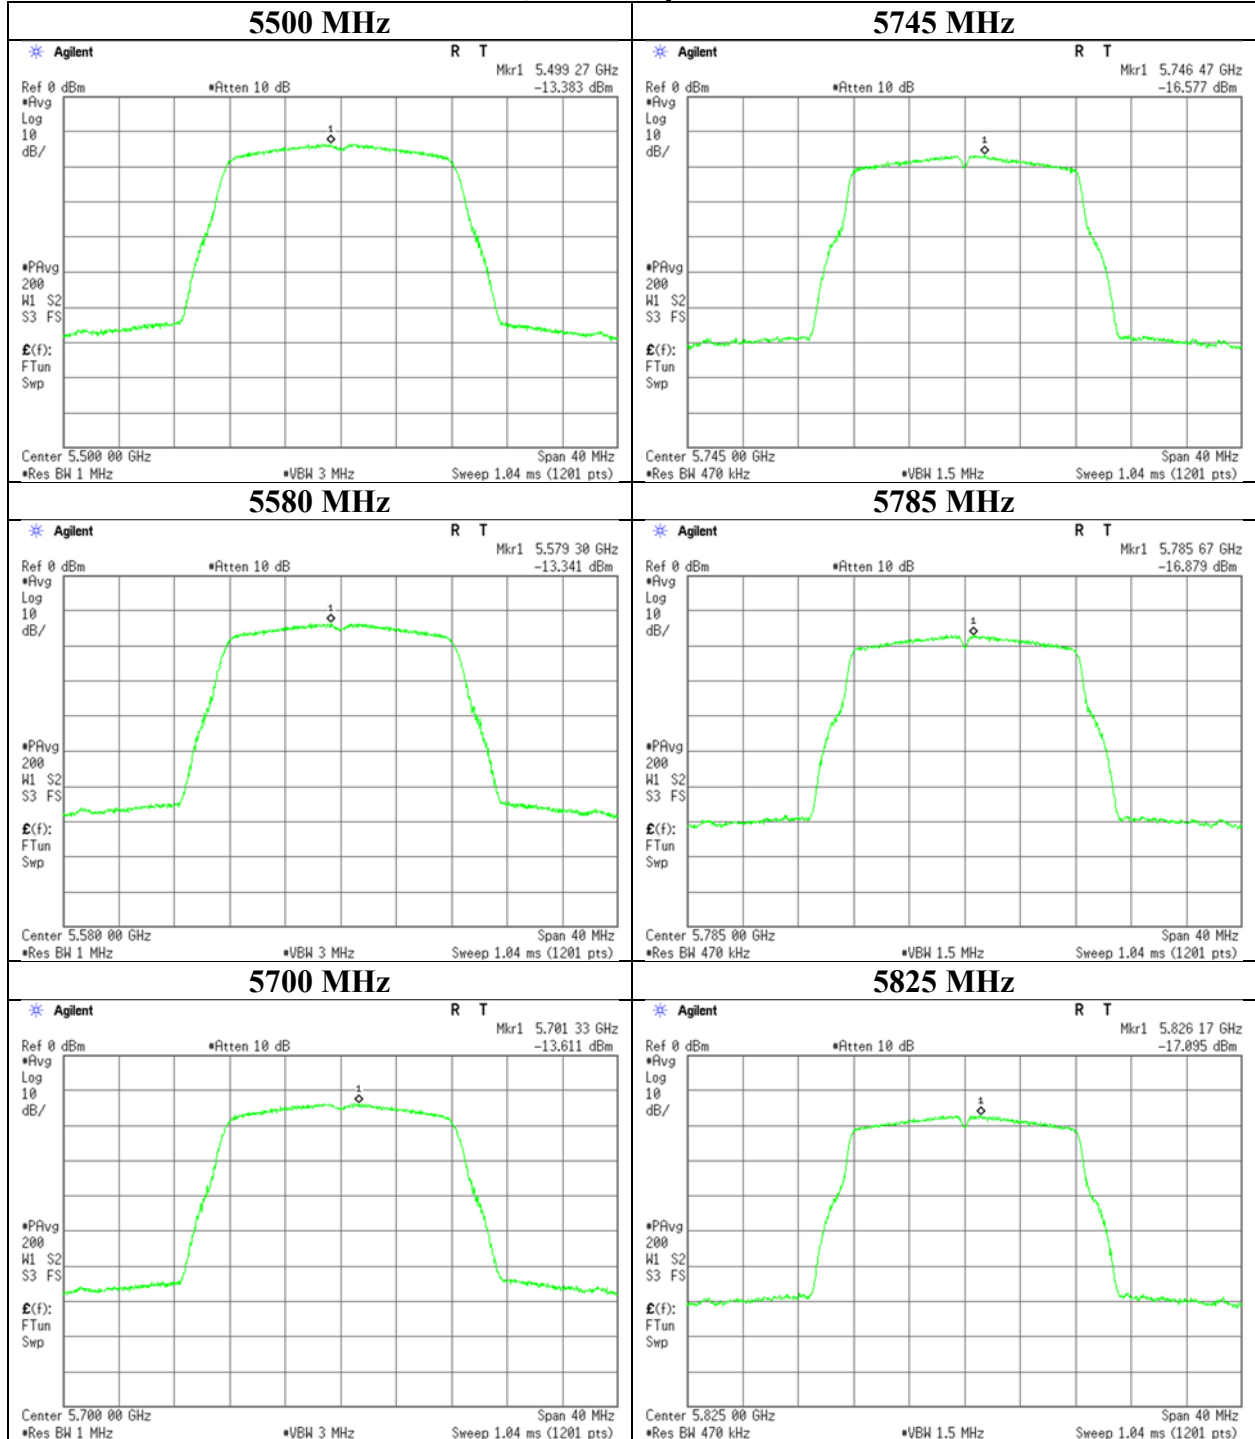 5500 MHz
Agilent R T
Mkr1 5.499 27 GHz
Ref 0 dBm #Atten 10 dB -13.383 dBm
#Avg
Log
10
dB/
1
#PAvg
200
W1 S2
S3 FS
£(f):
FTun
Swp
Center 5.500 00 GHz Span 40 MHz
#Res BW 1 MHz #VBW 3 MHz Sweep 1.04 ms (1201 pts)
5745 MHz
Agilent R T
Mkr1 5.746 47 GHz
Ref 0 dBm #Atten 10 dB -16.577 dBm
#Avg
Log
10
dB/
1
#PAvg
200
W1 S2
S3 FS
£(f):
FTun
Swp
Center 5.745 00 GHz Span 40 MHz
#Res BW 470 kHz #VBW 1.5 MHz Sweep 1.04 ms (1201 pts)
5580 MHz
Agilent R T
Mkr1 5.579 30 GHz
Ref 0 dBm #Atten 10 dB -13.341 dBm
#Avg
Log
10
dB/
1
#PAvg
200
W1 S2
S3 FS
£(f):
FTun
Swp
Center 5.580 00 GHz Span 40 MHz
#Res BW 1 MHz #VBW 3 MHz Sweep 1.04 ms (1201 pts)
5785 MHz
Agilent R T
Mkr1 5.785 67 GHz
Ref 0 dBm #Atten 10 dB -16.879 dBm
#Avg
Log
10
dB/
1
#PAvg
200
W1 S2
S3 FS
£(f):
FTun
Swp
Center 5.785 00 GHz Span 40 MHz
#Res BW 470 kHz #VBW 1.5 MHz Sweep 1.04 ms (1201 pts)
5700 MHz
Agilent R T
Mkr1 5.701 33 GHz
Ref 0 dBm #Atten 10 dB -13.611 dBm
#Avg
Log
10
dB/
1
#PAvg
200
W1 S2
S3 FS
£(f):
FTun
Swp
Center 5.700 00 GHz Span 40 MHz
#Res BW 1 MHz #VBW 3 MHz Sweep 1.04 ms (1201 pts)
5825 MHz
Agilent R T
Mkr1 5.826 17 GHz
Ref 0 dBm #Atten 10 dB -17.095 dBm
#Avg
Log
10
dB/
1
#PAvg
200
W1 S2
S3 FS
£(f):
FTun
Swp
Center 5.825 00 GHz Span 40 MHz
#Res BW 470 kHz #VBW 1.5 MHz Sweep 1.04 ms (1201 pts)